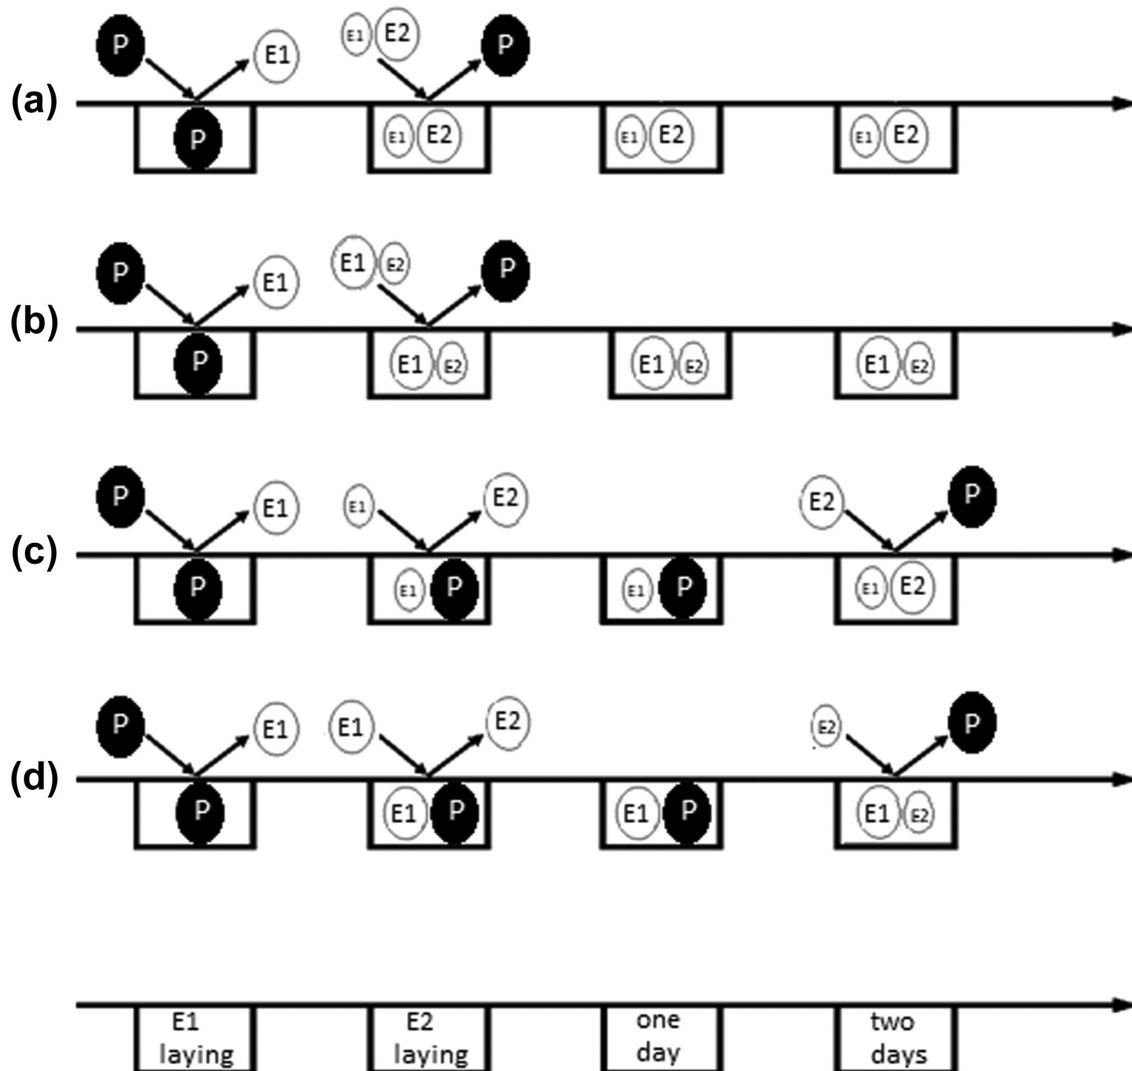 P E1 E1 E2 P
(a)
P E1 E2 E1 E2 E1 E2
P E1 E1 E2 P
(b)
P E1 E2 E1 E2 E1 E2
P E1 E1 E2 E2 P
(c)
P E1 P E1 P E1 E2
P E1 E1 E2 E2 P
(d)
P E1 P E1 P E1 E2
E1 E2 one two
laying laying day days